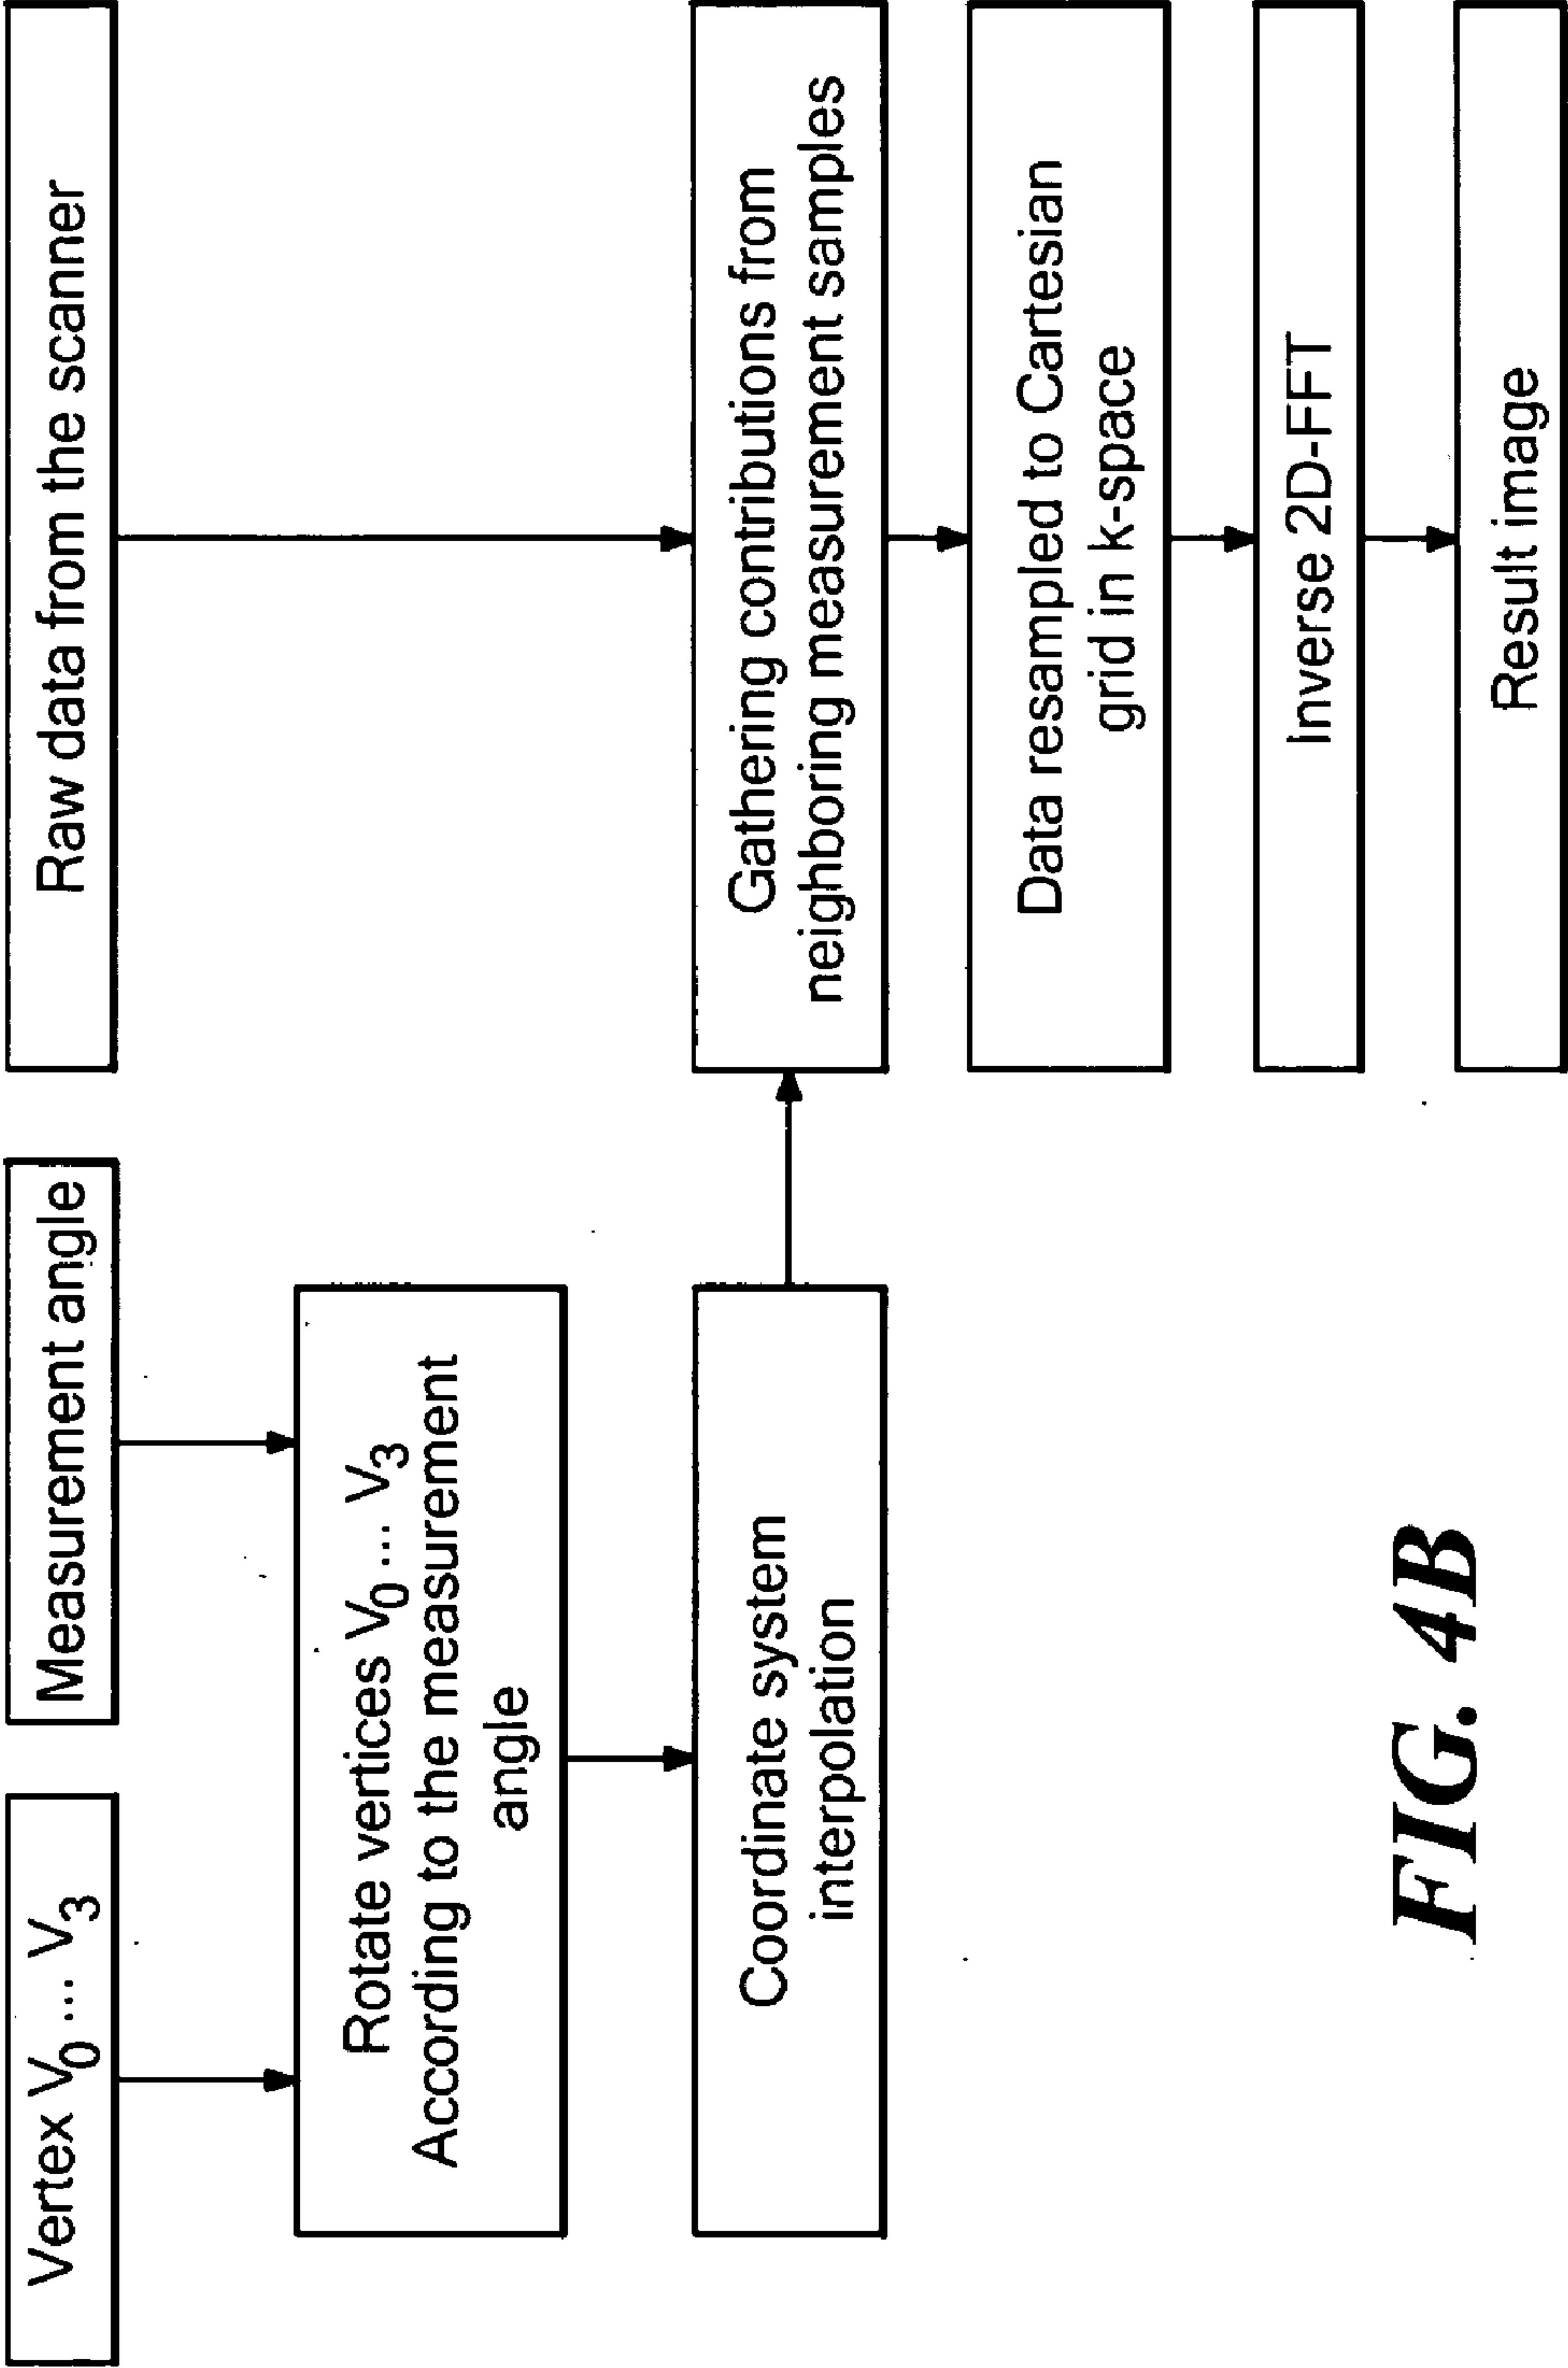 Vertex V0 ... V3
Measurement angle
Raw data from the scanner
Rotate vertices V0 ... V3
According to the measurement
angle
Coordinate system
interpolation
Gathering contributions from
neighboring measurement samples
Data resampled to Cartesian
grid in k-space
Inverse 2D-FFT
Result image
FIG. 4B